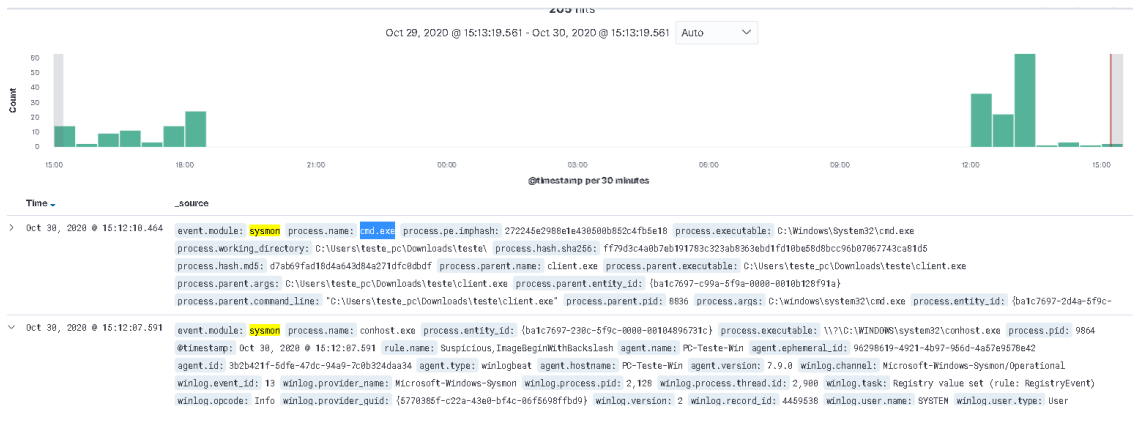 205 hits
Oct 29, 2020 @ 15:13:19.561 - Oct 30, 2020 @ 15:13:19.561 Auto
60
50
40
30
20
10
0
Count
15:00 18:00 21:00 00:00 03:00 06:00 09:00 12:00 15:00
@timestamp per 30 minutes
Time _source
Oct 30, 2020 @ 15:12:10.464 event.module: sysmon process.name: cmd.exe process.pe.imphash: 272245e2988e1e430500b852c4fb5e18 process.executable: C:\Windows\System32\cmd.exe
process.working_directory: C:\Users\teste_pc\Downloads\teste\ process.hash.sha256: ff79d3c4a0b7eb191783c323ab8363ebd1fd10be58d8bcc96b07067743ca81d5
process.hash.md5: d7ab69fad18d4a643d84a271dfc0dbdf process.parent.name: client.exe process.parent.executable: C:\Users\teste_pc\Downloads\teste\client.exe
process.parent.args: C:\Users\teste_pc\Downloads\teste\client.exe process.parent.entity_id: {ba1c7697-c99a-5f9a-0000-0010b128f91a}
process.parent.command_line: "C:\Users\teste_pc\Downloads\teste\client.exe" process.parent.pid: 8836 process.args: C:\windows\system32\cmd.exe process.entity_id: {ba1c7697-2d4a-5f9c-
Oct 30, 2020 @ 15:12:07.591 event.module: sysmon process.name: conhost.exe process.entity_id: {ba1c7697-230c-5f9c-0000-00104896731c} process.executable: \\?\C:\WINDOWS\system32\conhost.exe process.pid: 9864
@timestamp: Oct 30, 2020 @ 15:12:07.591 rule.name: Suspicious,ImageBeginWithBackslash agent.name: PC-Teste-Win agent.ephemeral_id: 96298619-4921-4b97-956d-4a57e9578e42
agent.id: 3b2b421f-5dfe-47dc-94a9-7c0b324daa34 agent.type: winlogbeat agent.hostname: PC-Teste-Win agent.version: 7.9.0 winlog.channel: Microsoft-Windows-Sysmon/Operational
winlog.event_id: 13 winlog.provider_name: Microsoft-Windows-Sysmon winlog.process.pid: 2,128 winlog.process.thread.id: 2,900 winlog.task: Registry value set (rule: RegistryEvent)
winlog.opcode: Info winlog.provider_guid: {5770385f-c22a-43e0-bf4c-06f5698ffbd9} winlog.version: 2 winlog.record_id: 4459538 winlog.user.name: SYSTEM winlog.user.type: User